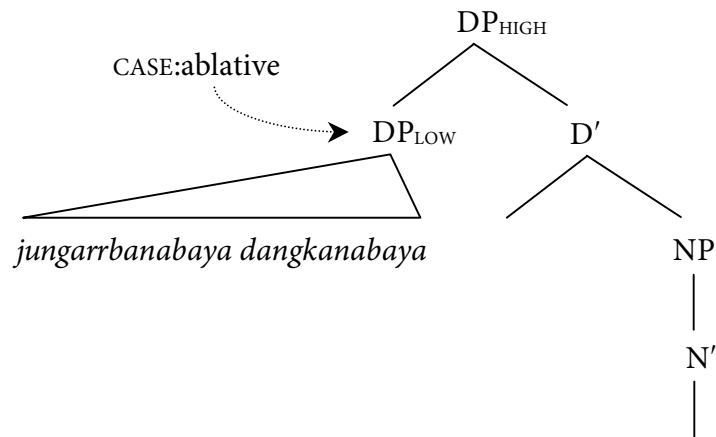 DPHIGH
CASE:ablative
DPLOW D′
jungarrbanabaya dangkanabaya
NP
N′